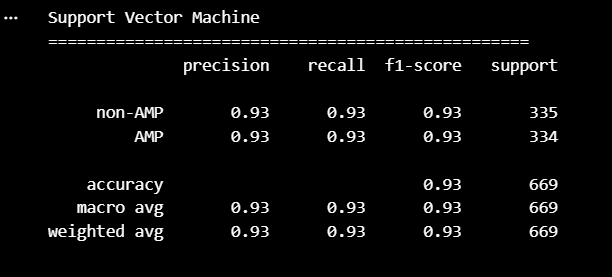 ... Support Vector Machine
==================================================
precision recall f1-score support
non-AMP 0.93 0.93 0.93 335
AMP 0.93 0.93 0.93 334
accuracy 0.93 669
macro avg 0.93 0.93 0.93 669
weighted avg 0.93 0.93 0.93 669